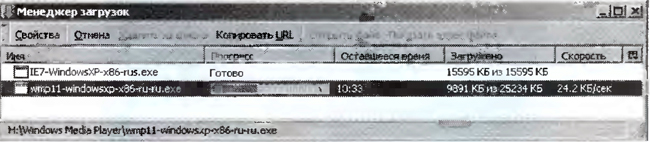 Менеджер загрузок
Свойства Отмена Удалить из списка Копировать URL Открыть файл Показать
Имя Прогресс Оставшееся время Загружено Скорость
IE7-WindowsXP-x86-rus.exe Готово 15595 КБ из 15595 КБ
wmp11-windowsxp-x86-ru-ru.exe 10:33 9891 КБ из 25234 КБ 24.2 КБ/сек
H:\Windows Media Player\wmp11-windowsxp-x86-ru-ru.exe